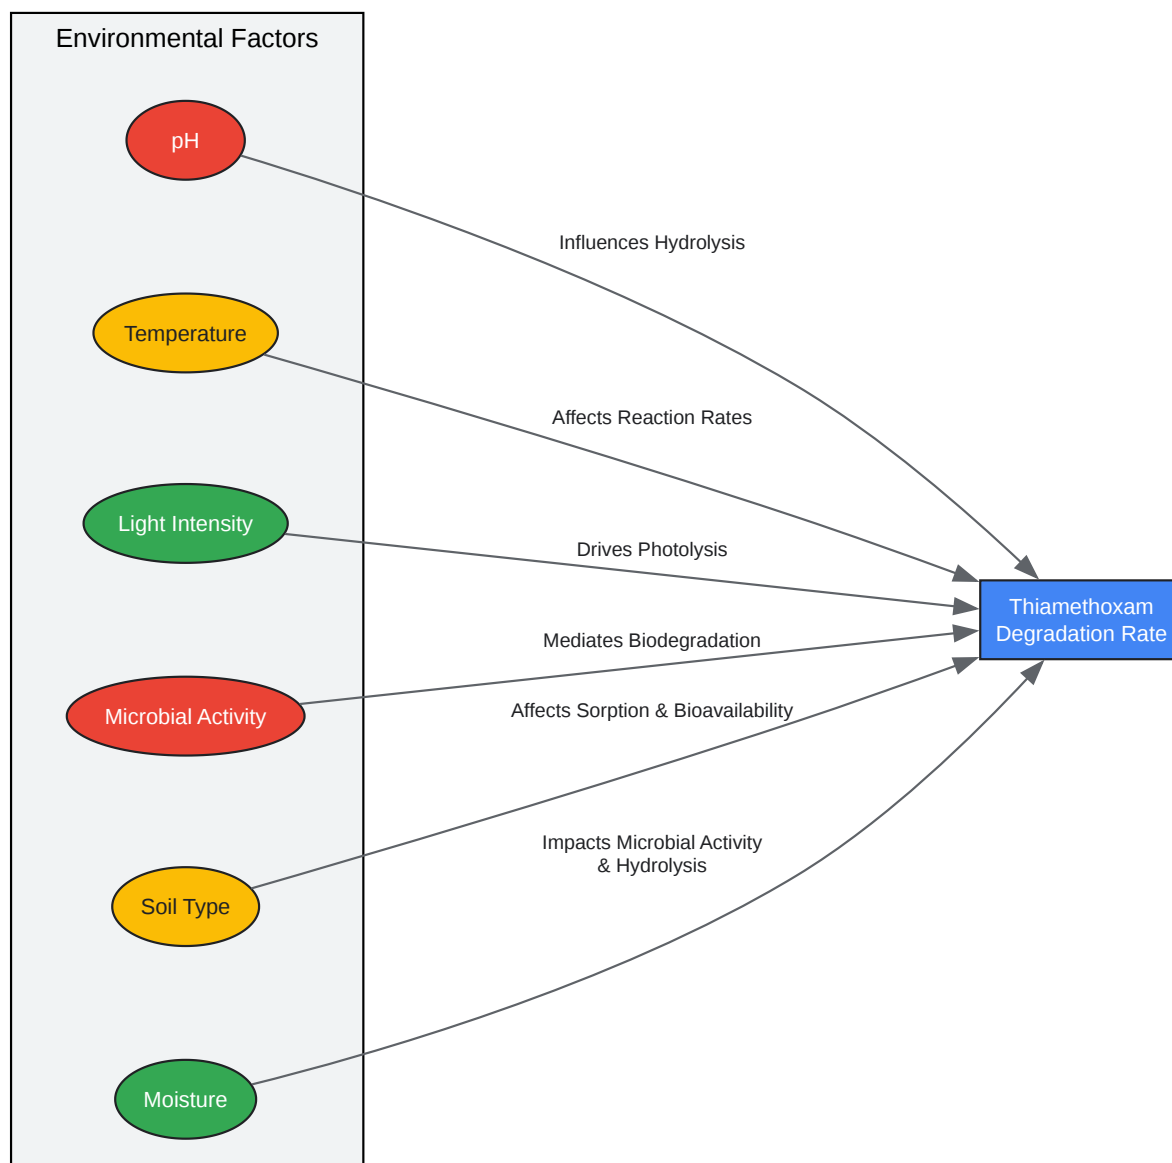 Environmental Factors
pH
Influences Hydrolysis
Temperature
Affects Reaction Rates
Light Intensity
Drives Photolysis
Thiamethoxam
Degradation Rate
Mediates Biodegradation
Microbial Activity
Affects Sorption & Bioavailability
Impacts Microbial Activity
& Hydrolysis
Soil Type
Moisture